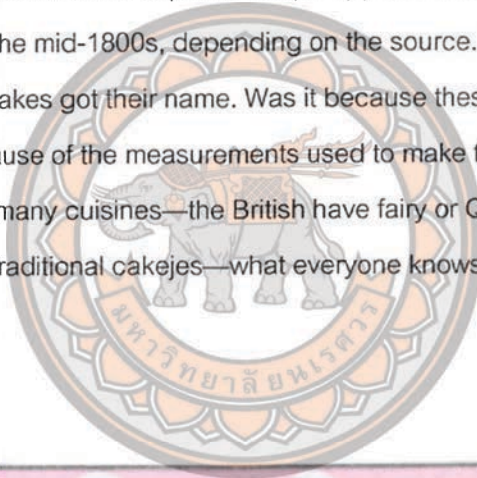 he mid-1800s, depending on the source.
akes got their name. Was it because thes
use of the measurements used to make t
many cuisines—the British have fairy or
raditional cakejes—what everyone knows
มหาวิทยาลัยนเรศวร